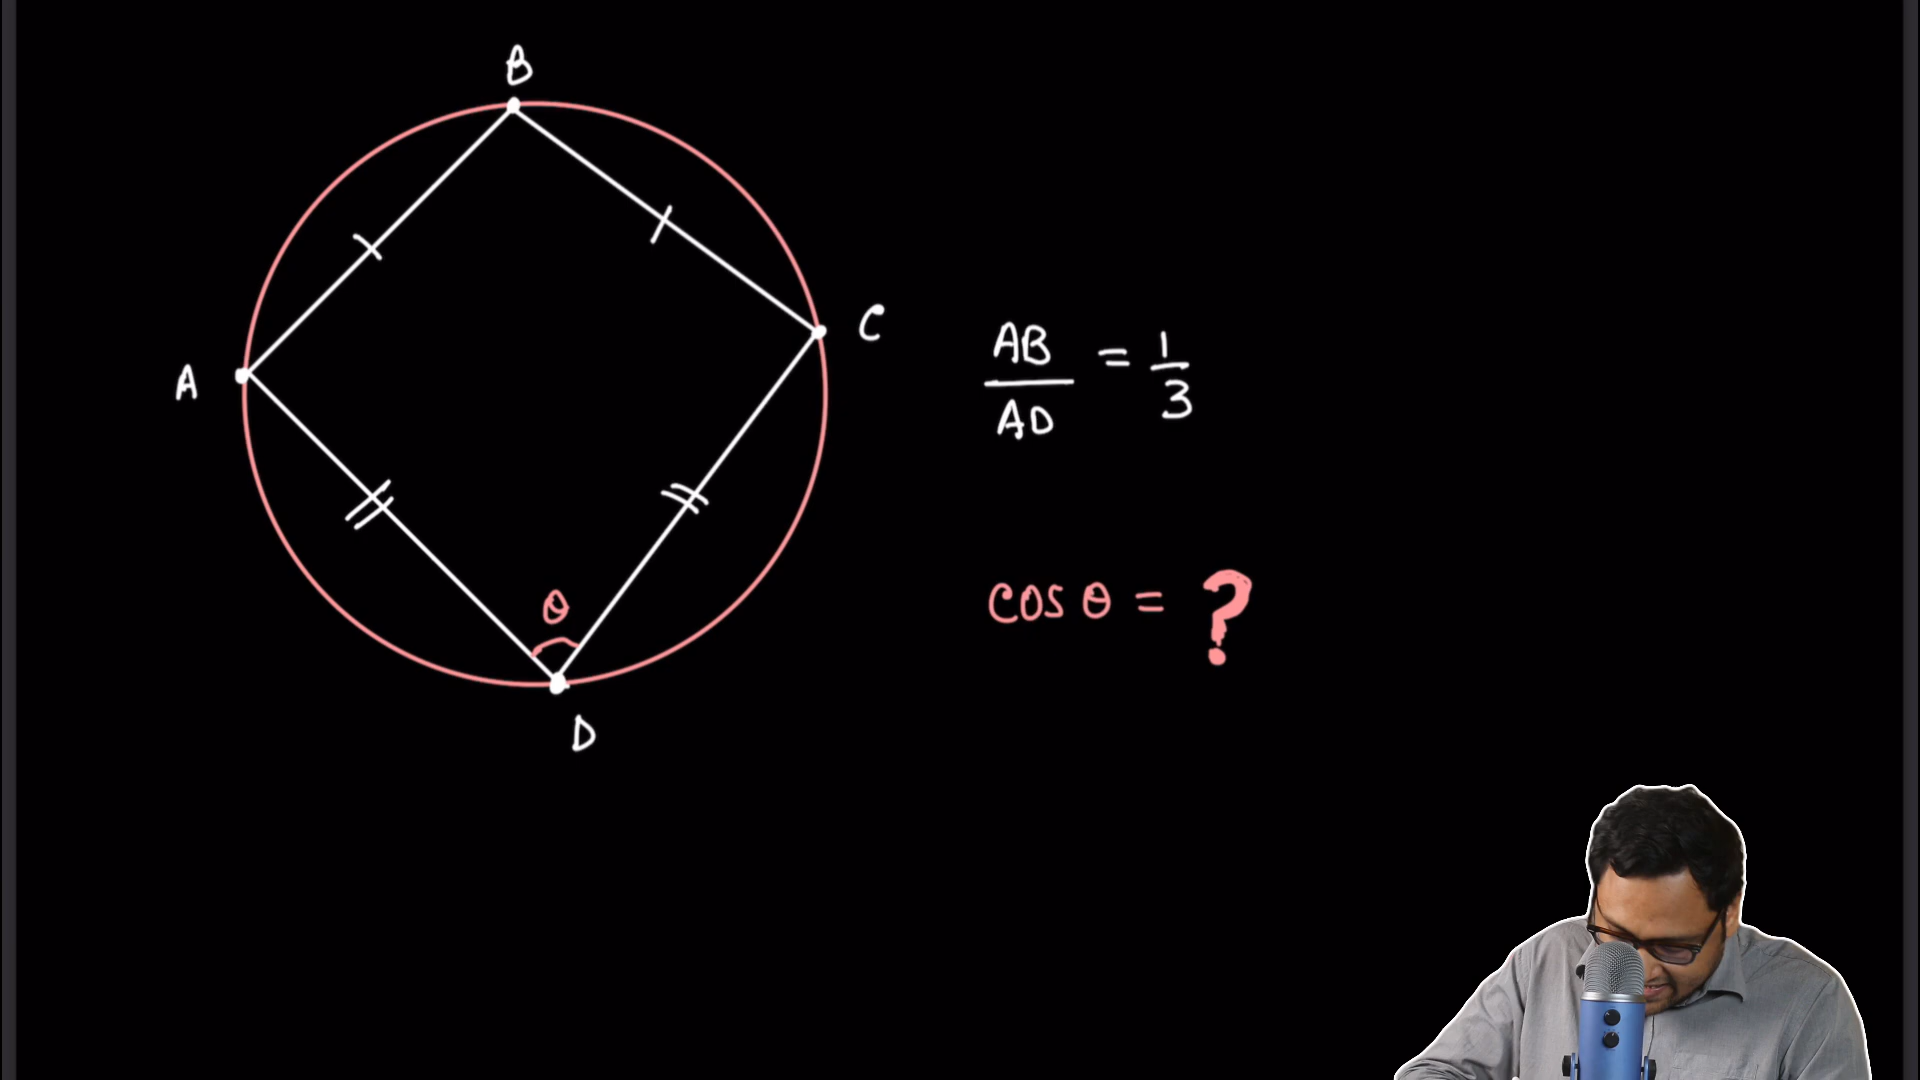 B
C
A
AB/AD = 1/3
θ
cos θ = ?
D